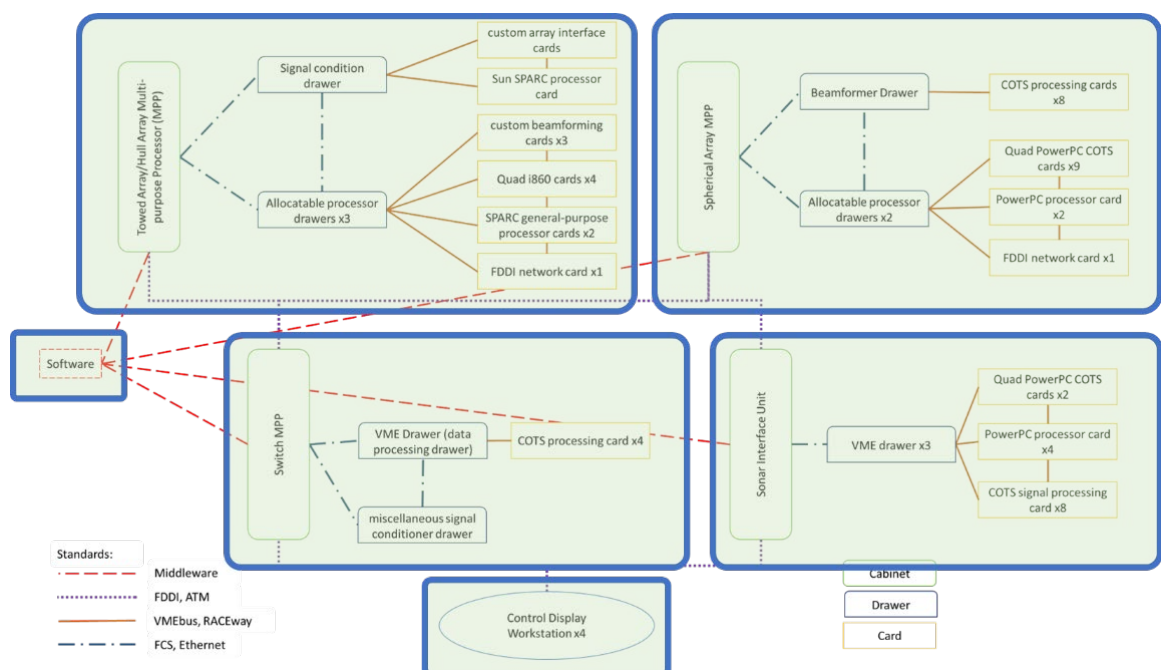 Towed Array/Hull Array Multi-
purpose Processor (MPP)
Signal condition
drawer
custom array interface
cards
Sun SPARC processor
card
Allocatable processor
drawers x3
custom beamforming
cards x3
Quad i860 cards x4
SPARC general-purpose
processor cards x2
FDDI network card x1
Spherical Array MPP
Beamformer Drawer
COTS processing cards
x8
Allocatable processor
drawers x2
Quad PowerPC COTS
cards x9
PowerPC processor card
x2
FDDI network card x1
Software
Switch MPP
VME Drawer (data
processing drawer)
COTS processing card x4
miscellaneous signal
conditioner drawer
Sonar Interface Unit
VME drawer x3
Quad PowerPC COTS
cards x2
PowerPC processor card
x4
COTS signal processing
card x8
Control Display
Workstation x4
Standards:
Middleware
FDDI, ATM
VMEbus, RACEway
FCS, Ethernet
Cabinet
Drawer
Card